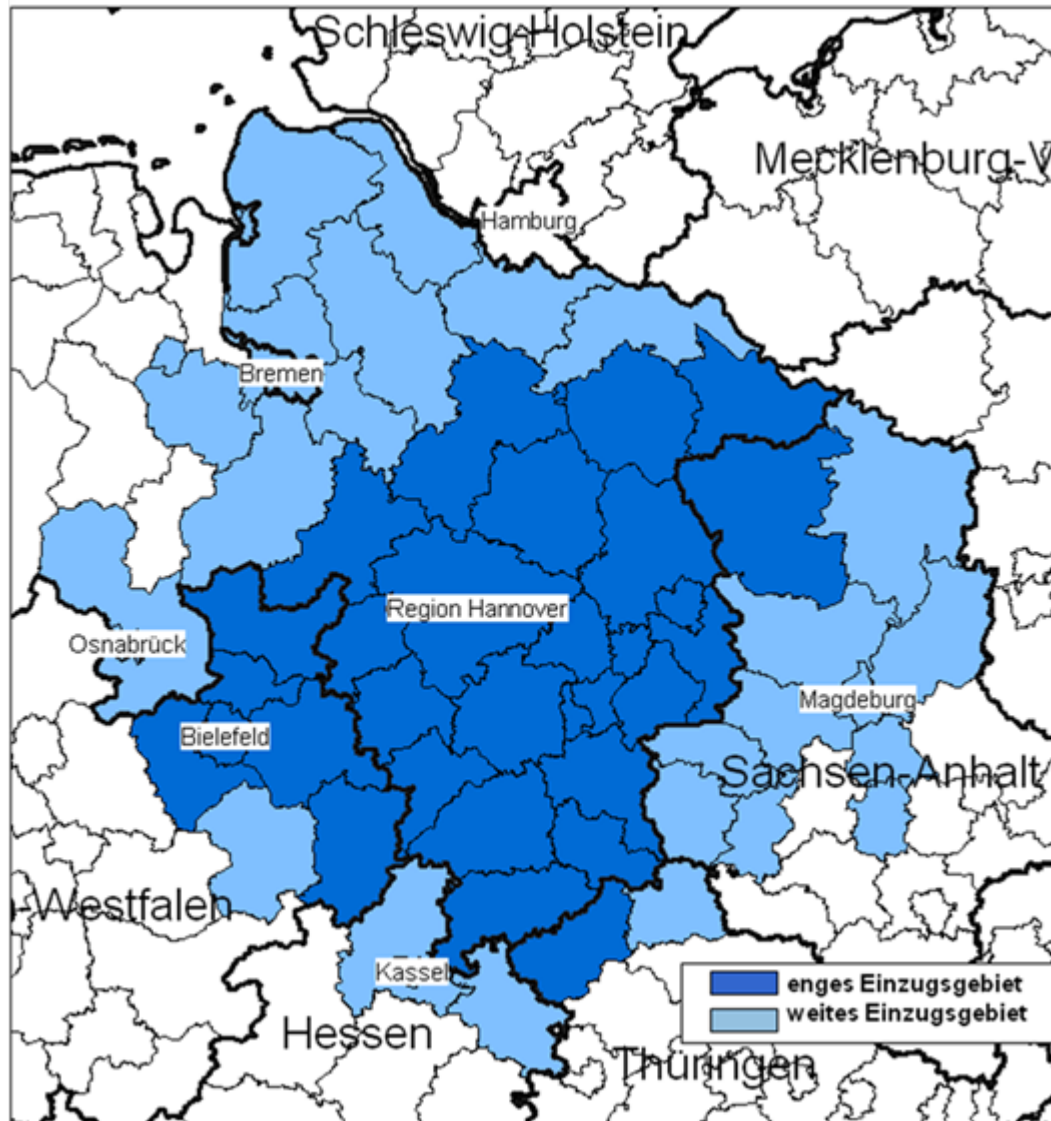 Schleswig-Holstein
Mecklenburg-V
Hamburg
Bremen
Region Hannover
Osnabrück
Magdeburg
Bielefeld
Sachsen-Anhalt
n-Westfalen
Kassel
enges Einzugsgebiet
weites Einzugsgebiet
Hessen
Thüringen